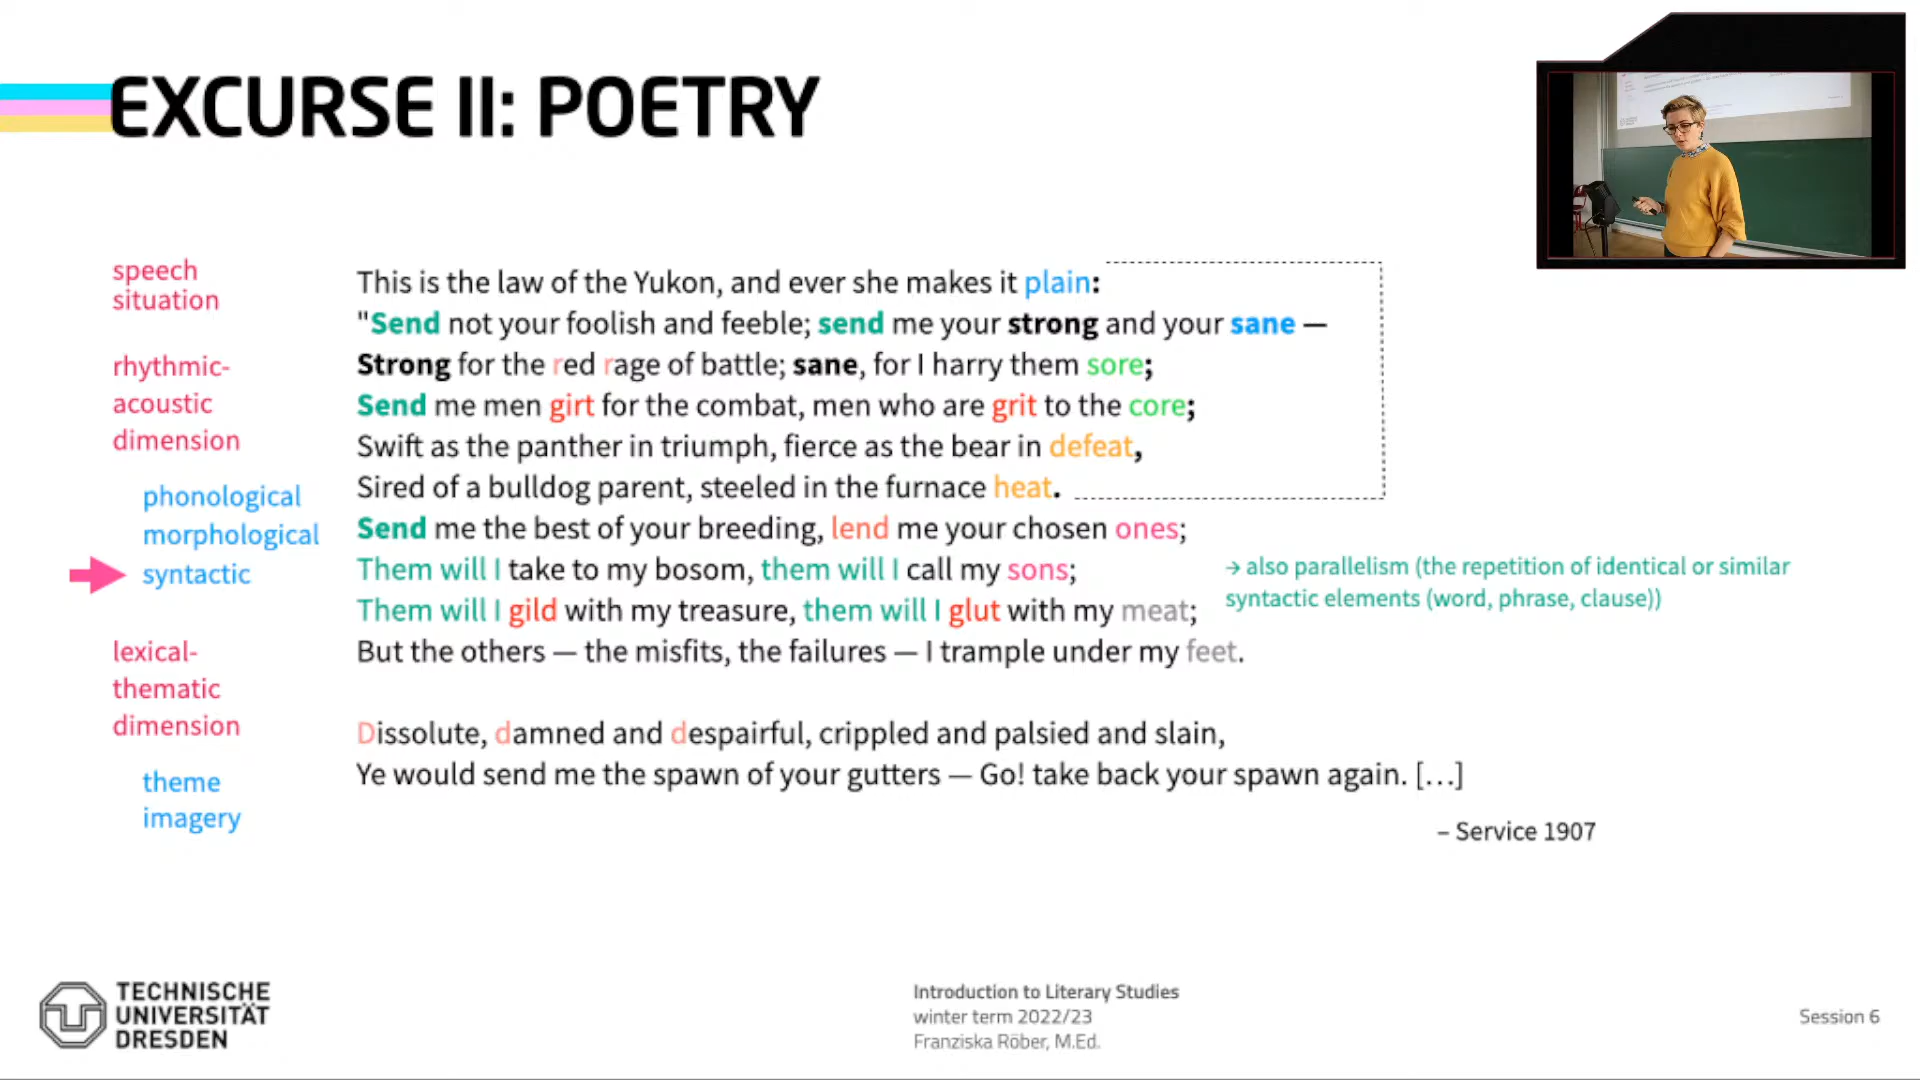 EXCURSE II: POETRY
speech
situation
rhythmic-
acoustic
dimension
phonological
morphological
syntactic
lexical-
thematic
dimension
theme
imagery
This is the law of the Yukon, and ever she makes it plain:
"Send not your foolish and feeble; send me your strong and your sane —
Strong for the red rage of battle; sane, for I harry them sore;
Send me men girt for the combat, men who are grit to the core;
Swift as the panther in triumph, fierce as the bear in defeat,
Sired of a bulldog parent, steeled in the furnace heat.
Send me the best of your breeding, lend me your chosen ones;
Them will I take to my bosom, them will I call my sons;
Them will I gild with my treasure, them will I glut with my meat;
But the others — the misfits, the failures — I trample under my feet.
→ also parallelism (the repetition of identical or similar
syntactic elements (word, phrase, clause))
Dissolute, damned and despairful, crippled and palsied and slain,
Ye would send me the spawn of your gutters — Go! take back your spawn again. […]
– Service 1907
TECHNISCHE
UNIVERSITÄT
DRESDEN
Introduction to Literary Studies
winter term 2022/23
Franziska Röber, M.Ed.
Session 6